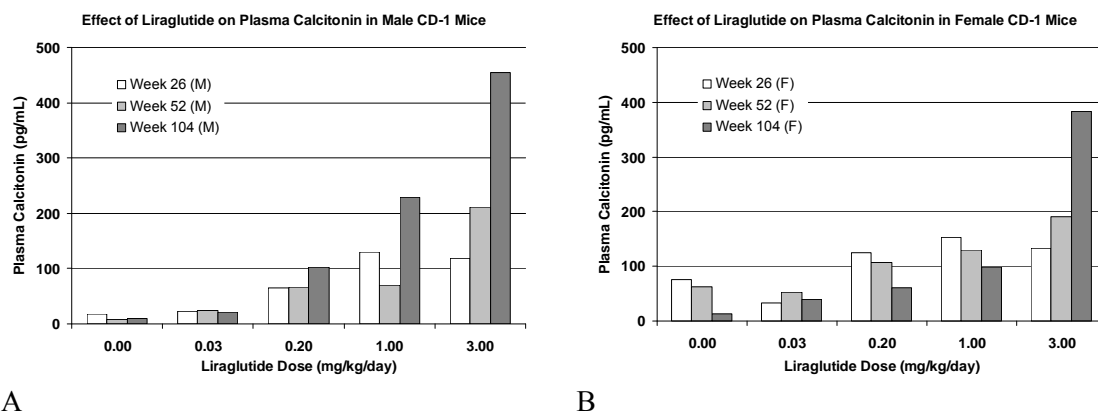 Effect of Liraglutide on Plasma Calcitonin in Male CD-1 Mice
500
400
300
200
100
0
Plasma Calcitonin (pg/mL)
Week 26 (M)
Week 52 (M)
Week 104 (M)
0.00 0.03 0.20 1.00 3.00
Liraglutide Dose (mg/kg/day)
A
Effect of Liraglutide on Plasma Calcitonin in Female CD-1 Mice
500
400
300
200
100
0
Plasma Calcitonin (pg/mL)
Week 26 (F)
Week 52 (F)
Week 104 (F)
0.00 0.03 0.20 1.00 3.00
Liraglutide Dose (mg/kg/day)
B